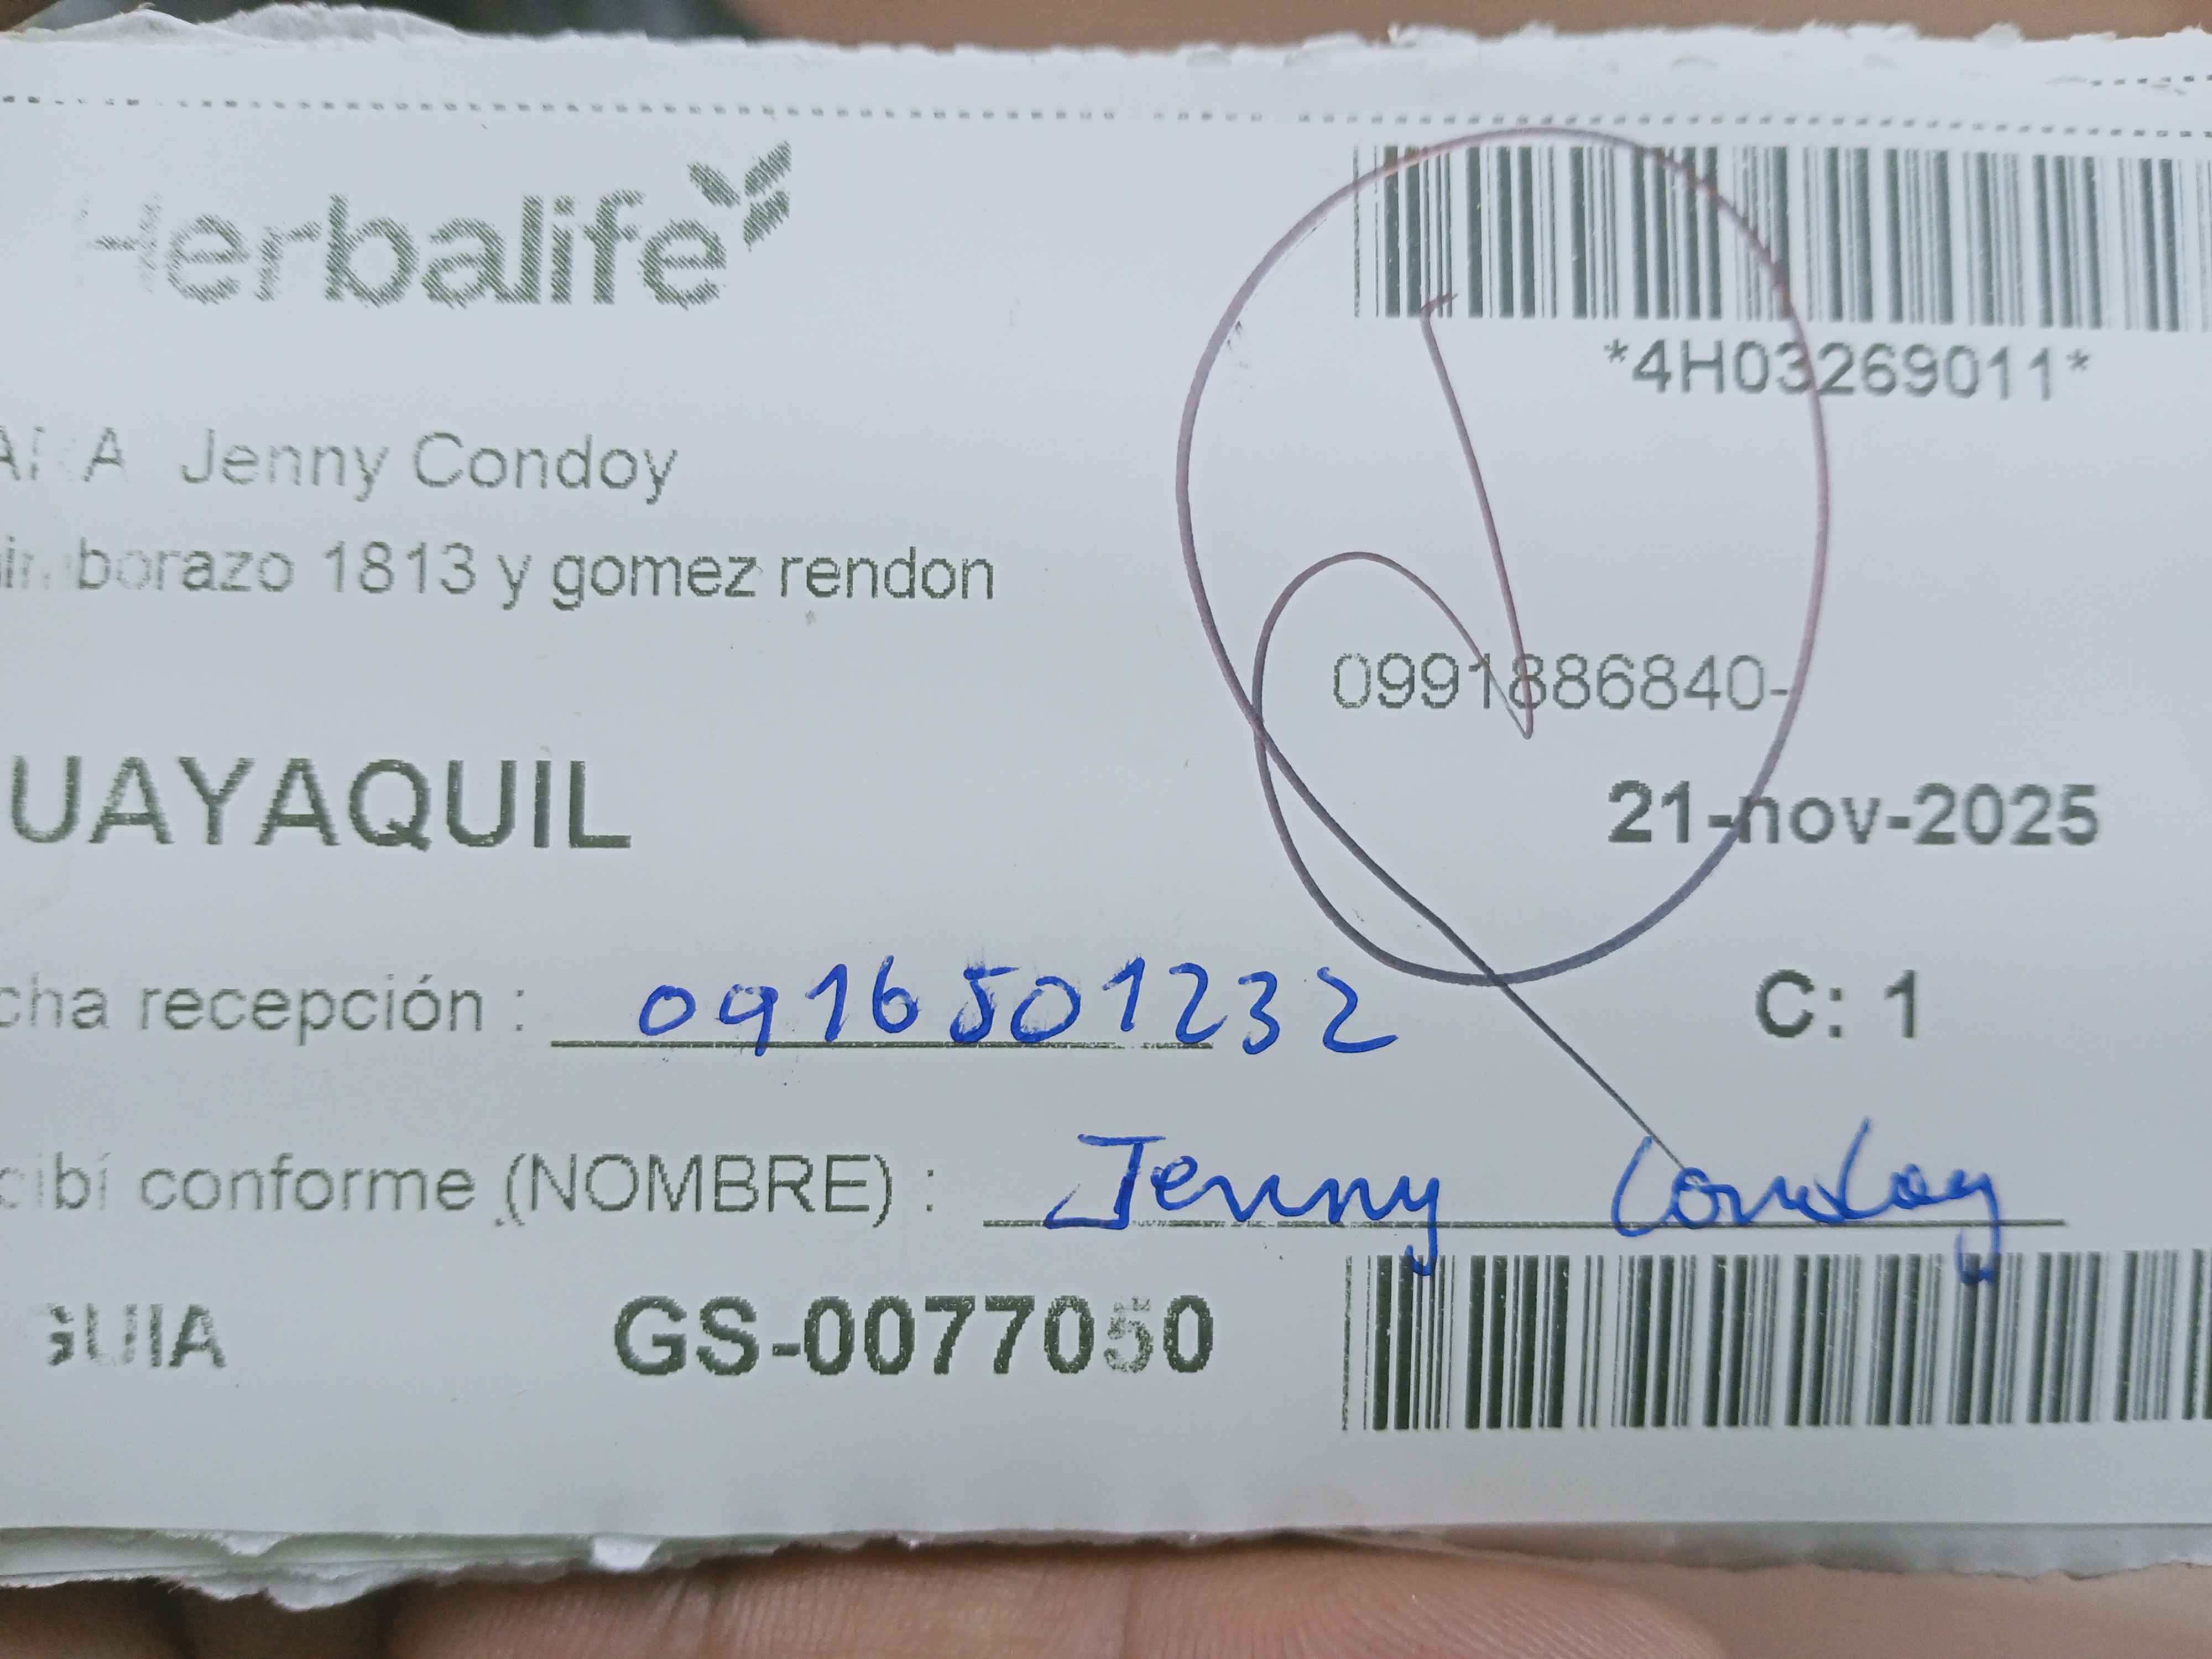 Herbalife
*4H03269011*
Jenny Condoy
borazo 1813 y gomez rendon
0991886840-
UAYAQUIL
21-nov-2025
cha recepción : 0916501232
C: 1
cibí conforme (NOMBRE) : Jenny Condoy
GUIA GS-0077050